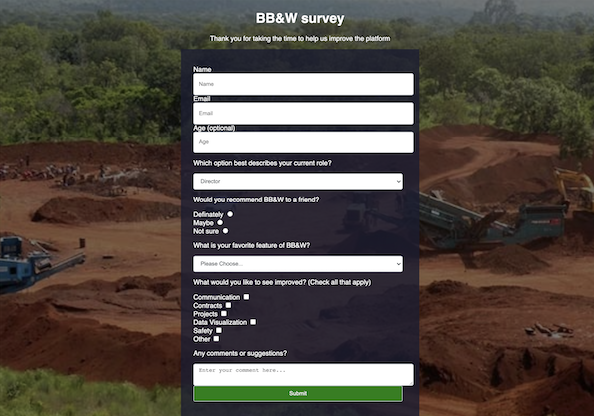 BB&W survey
Thank you for taking the time to help us improve the platform
Name
Name
Email
Email
Age (optional)
Age
Which option best describes your current role?
Director
Would you recommend BB&W to a friend?
Definately
Maybe
Not sure
What is your favorite feature of BB&W?
Please Choose...
What would you like to see improved? (Check all that apply)
Communication
Contracts
Projects
Data Visualization
Safety
Other
Any comments or suggestions?
Enter your comment here...
Submit